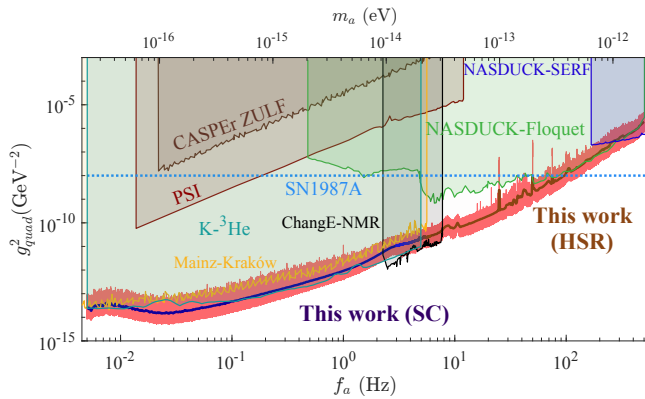 m_a (eV)
10^{-16} 10^{-15} 10^{-14} 10^{-13} 10^{-12}
NASDUCK-SERF
10^{-5}
CASPEr ZULF
NASDUCK-Floquet
PSI
SN1987A
g^2_{quad}(GeV^{-2})
10^{-10}
K-^3He
ChangE-NMR
This work
(HSR)
Mainz-Kraków
This work (SC)
10^{-15}
10^{-2} 10^{-1} 10^0 10^1 10^2
f_a (Hz)